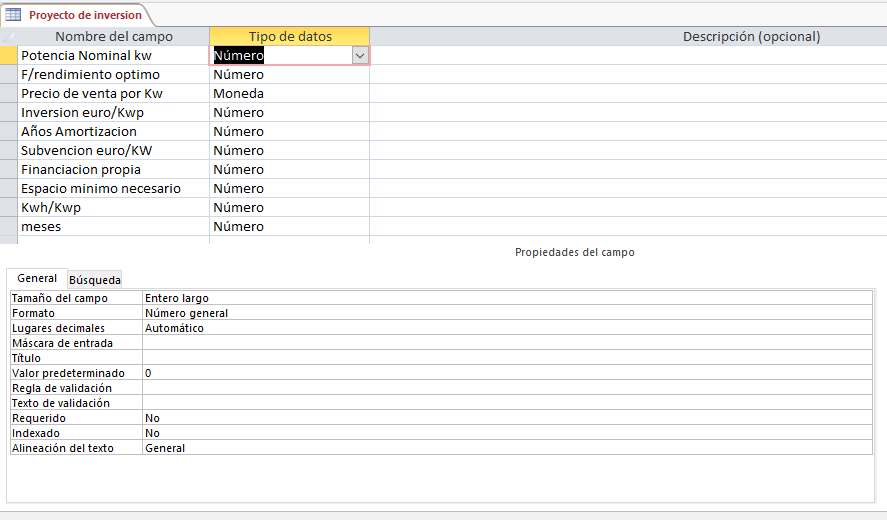 Proyecto de inversion
Nombre del campo Tipo de datos Descripción (opcional)
Potencia Nominal kw Número
F/rendimiento optimo Número
Precio de venta por Kw Moneda
Inversion euro/Kwp Número
Años Amortizacion Número
Subvencion euro/KW Número
Financiacion propia Número
Espacio minimo necesario Número
Kwh/Kwp Número
meses Número
Propiedades del campo
General Búsqueda
Tamaño del campo Entero largo
Formato Número general
Lugares decimales Automático
Máscara de entrada
Título
Valor predeterminado 0
Regla de validación
Texto de validación
Requerido No
Indexado No
Alineación del texto General